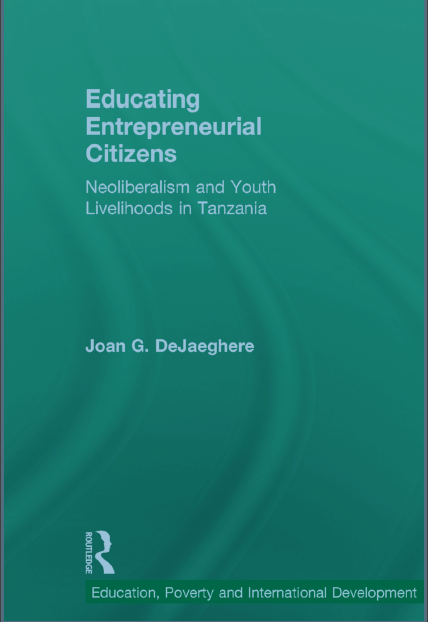 Educating
Entrepreneurial
Citizens
Neoliberalism and Youth
Livelihoods in Tanzania
Joan G. DeJaeghere
ROUTLEDGE
Education, Poverty and International Development